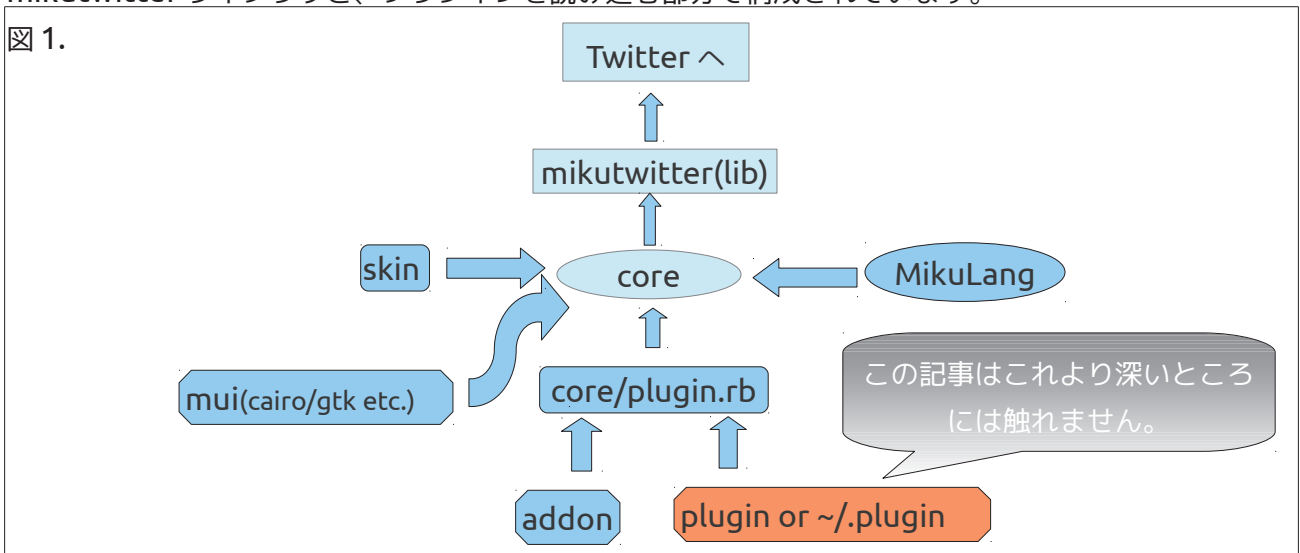 図 1.
Twitter へ
mikutwitter(lib)
skin
core
MikuLang
mui(cairo/gtk etc.)
core/plugin.rb
この記事はこれより深いところ
には触れません。
addon
plugin or ~/.plugin